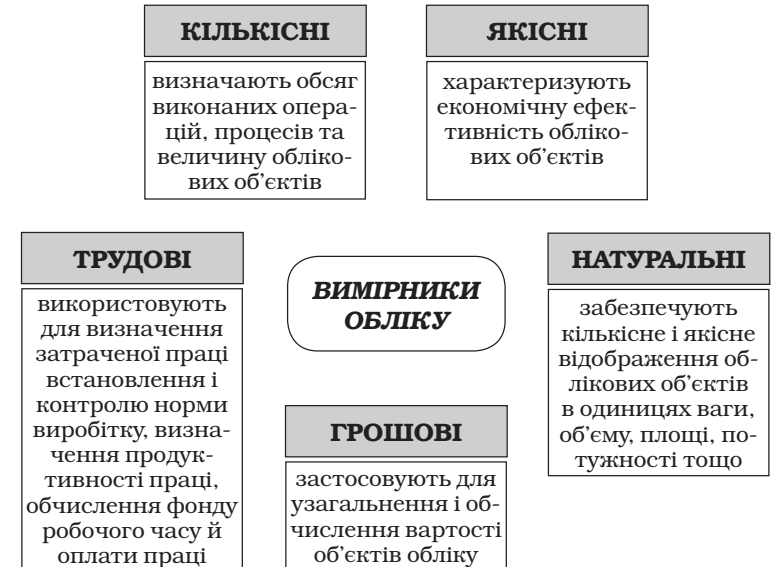 КІЛЬКІСНІ
визначають обсяг
виконаних опера-
цій, процесів та
величину обліко-
вих об’єктів
ЯКІСНІ
характеризують
економічну ефек-
тивність обліко-
вих об’єктів
ТРУДОВІ
використовують
для визначення
затраченої праці
встановлення і
контролю норми
виробітку, визна-
чення продук-
тивності праці,
обчислення фонду
робочого часу й
оплати праці
ВИМІРНИКИ
ОБЛІКУ
ГРОШОВІ
застосовують для
узагальнення і об-
числення вартості
об’єктів обліку
НАТУРАЛЬНІ
забезпечують
кількісне і якісне
відображення об-
лікових об’єктів
в одиницях ваги,
об’єму, площі, по-
тужності тощо